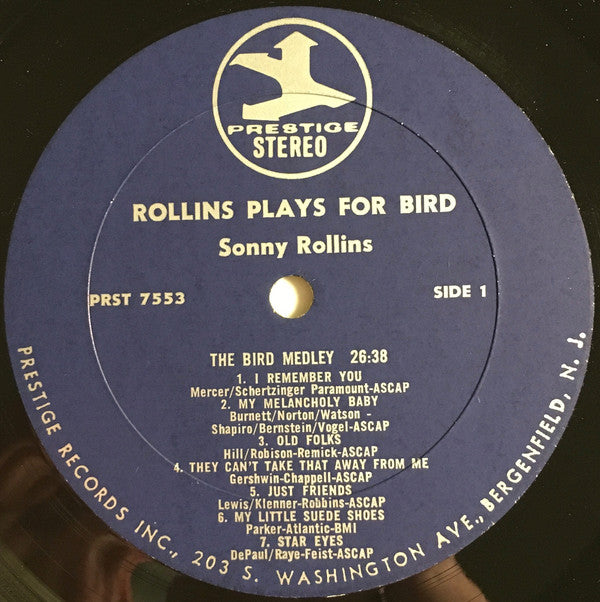 PRESTIGE
STEREO
ROLLINS PLAYS FOR BIRD
Sonny Rollins
PRST 7553
SIDE 1
THE BIRD MEDLEY 26:38
1. I REMEMBER YOU
Mercer/Schertzinger Paramount-ASCAP
2. MY MELANCHOLY BABY
Burnett/Norton/Watson -
Shapiro/Bernstein/Vogel-ASCAP
3. OLD FOLKS
Hill/Robison-Remick-ASCAP
4. THEY CAN'T TAKE THAT AWAY FROM ME
Gershwin-Chappell-ASCAP
5. JUST FRIENDS
Lewis/Klenner-Robbins-ASCAP
6. MY LITTLE SUEDE SHOES
Parker-Atlantic-BMI
7. STAR EYES
DePaul/Raye-Feist-ASCAP
PRESTIGE RECORDS INC., 203 S. WASHINGTON AVE., BERGENFIELD, N. J.